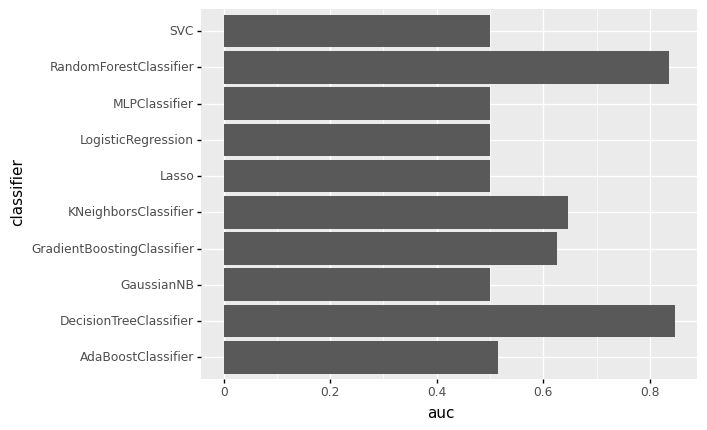 SVC
RandomForestClassifier
MLPClassifier
LogisticRegression
Lasso
KNeighborsClassifier
GradientBoostingClassifier
GaussianNB
DecisionTreeClassifier
AdaBoostClassifier
classifier
0 0.2 0.4 0.6 0.8
auc